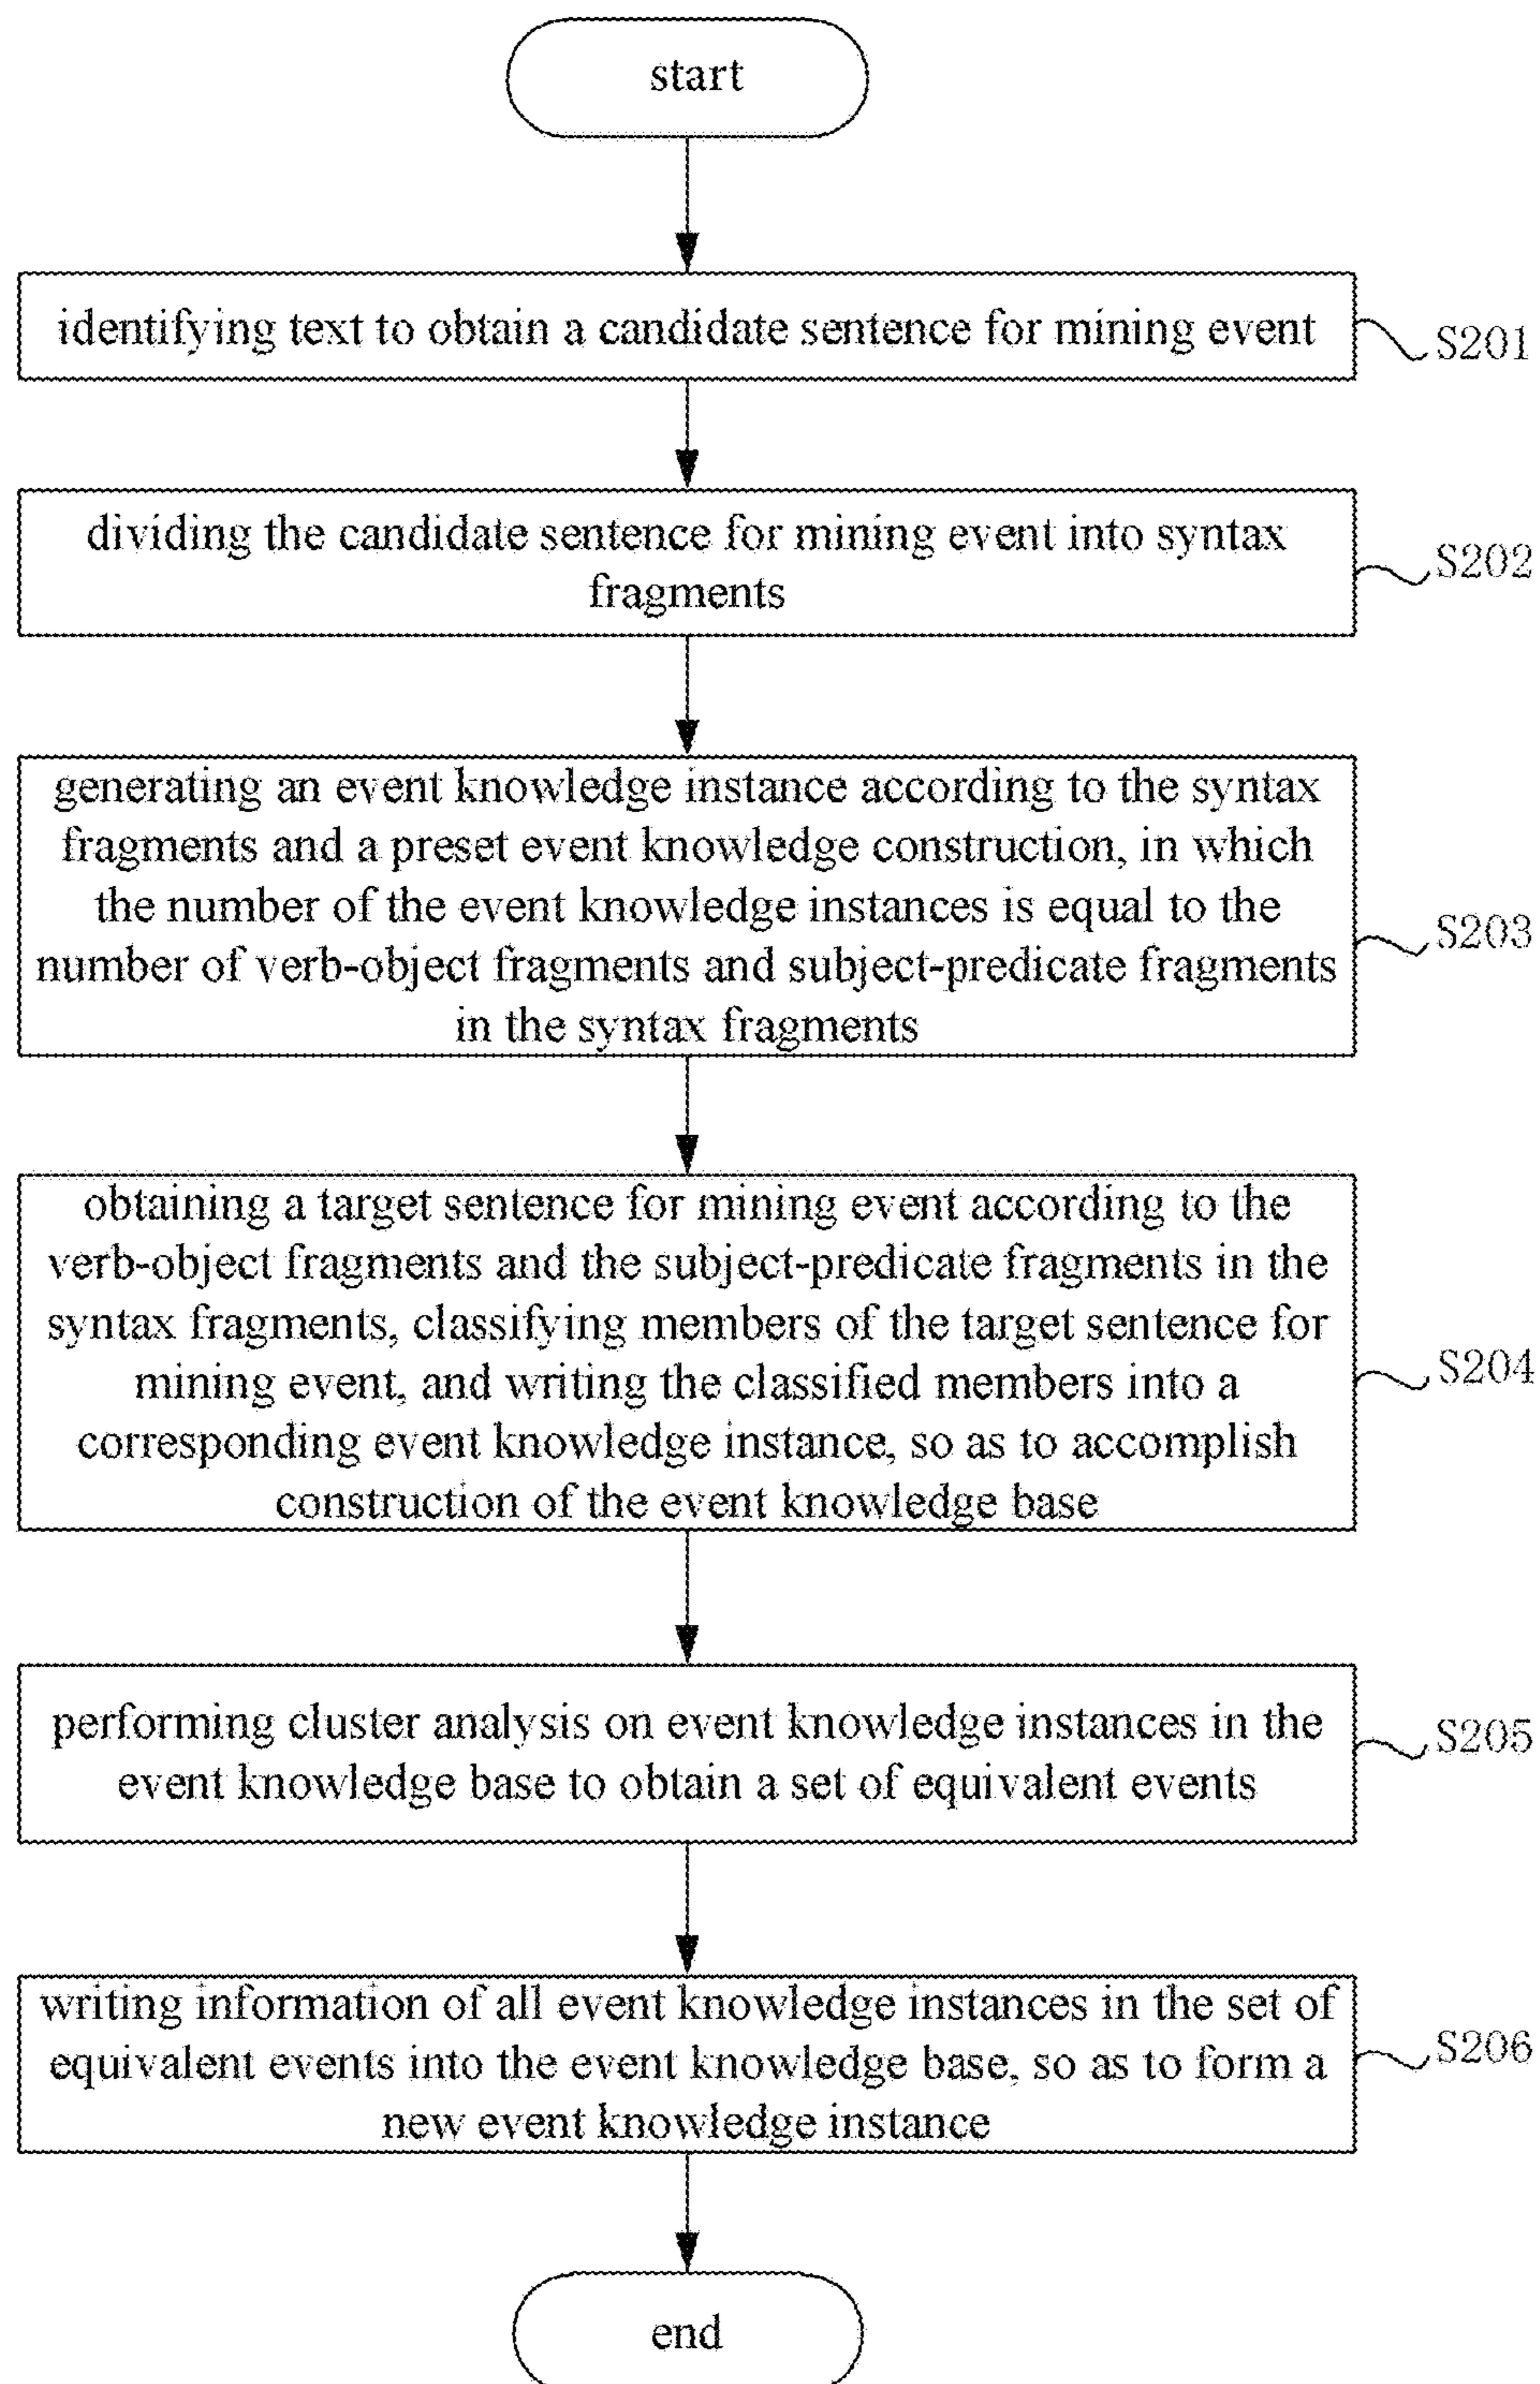 start
identifying text to obtain a candidate sentence for mining event
S201
dividing the candidate sentence for mining event into syntax
fragments
S202
generating an event knowledge instance according to the syntax
fragments and a preset event knowledge construction, in which
the number of the event knowledge instances is equal to the
number of verb-object fragments and subject-predicate fragments
in the syntax fragments
S203
obtaining a target sentence for mining event according to the
verb-object fragments and the subject-predicate fragments in the
syntax fragments, classifying members of the target sentence for
mining event, and writing the classified members into a
corresponding event knowledge instance, so as to accomplish
construction of the event knowledge base
S204
performing cluster analysis on event knowledge instances in the
event knowledge base to obtain a set of equivalent events
S205
writing information of all event knowledge instances in the set of
equivalent events into the event knowledge base, so as to form a
new event knowledge instance
S206
end